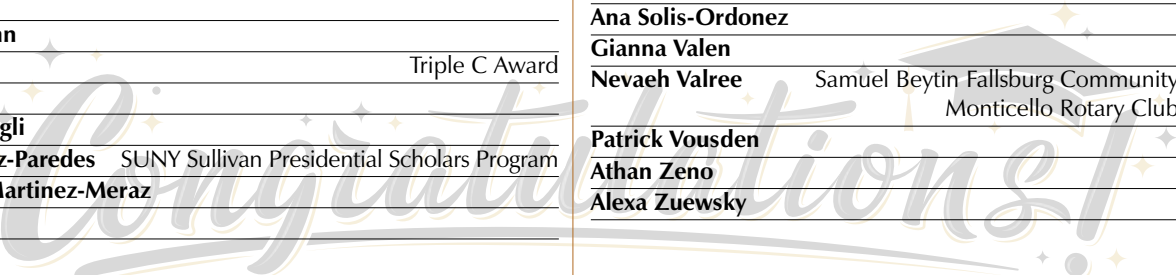 nn
Triple C Award
gli
z-Paredes SUNY Sullivan Presidential Scholars Program
Martinez-Meraz
Ana Solis-Ordonez
Gianna Valen
Nevaeh Valree Samuel Beytin Fallsburg Community
Monticello Rotary Club
Patrick Vousden
Athan Zeno
Alexa Zuewsky
Congratulations!